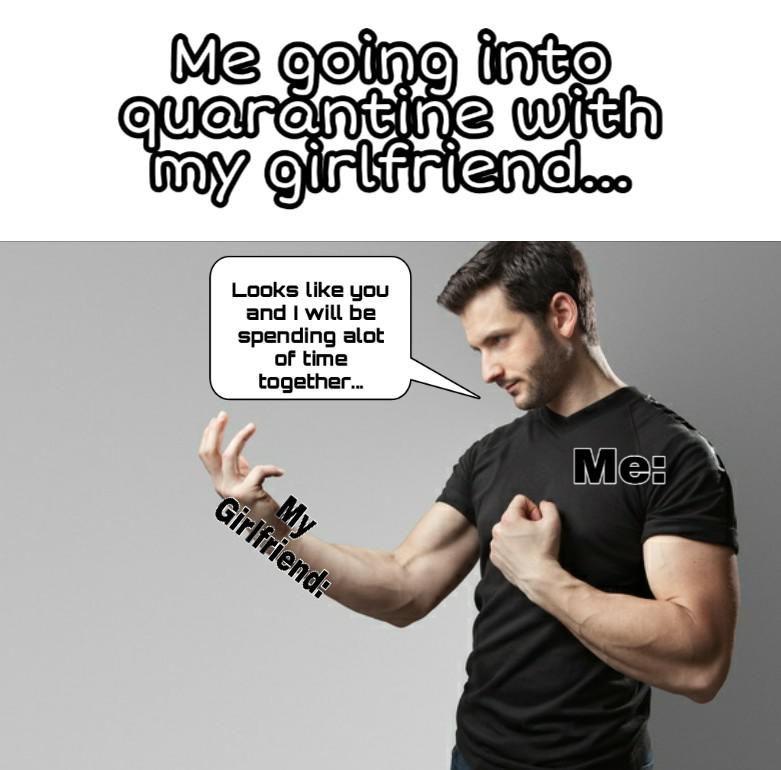 Me going into
quarantine with
my girlfriend...
Looks like you
and I will be
spending alot
of time
together...
Me:
My
Girlfriend: